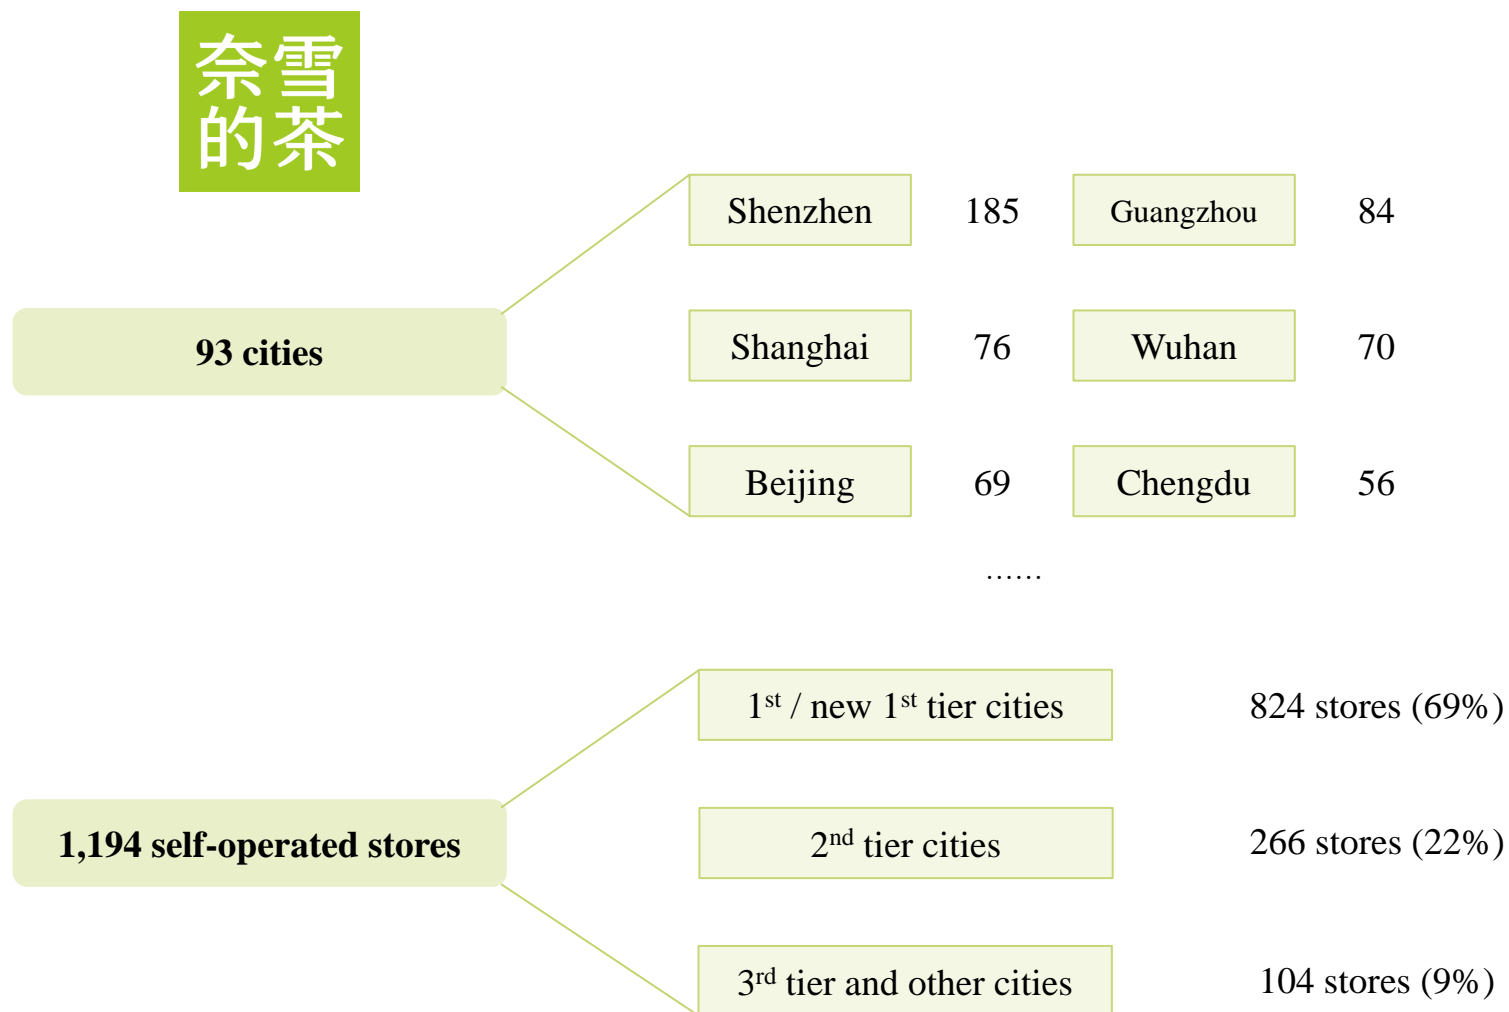 奈雪
的茶
Shenzhen 185 Guangzhou 84
93 cities
Shanghai 76 Wuhan 70
Beijing 69 Chengdu 56
……
1st / new 1st tier cities 824 stores (69%)
1,194 self-operated stores
2nd tier cities 266 stores (22%)
3rd tier and other cities 104 stores (9%)